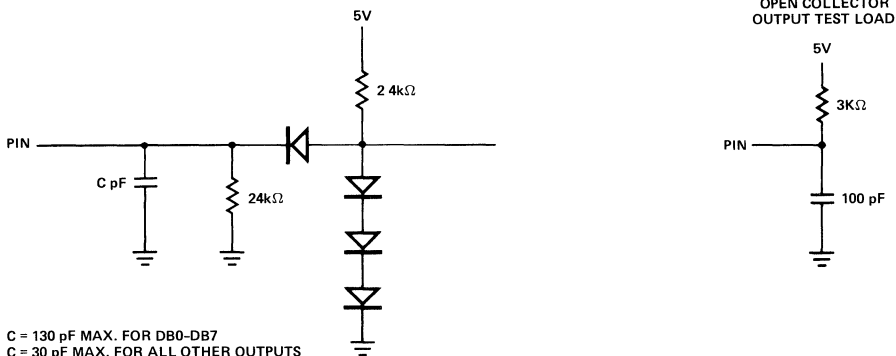 5V
2 4kΩ
PIN
C pF
24kΩ
C = 130 pF MAX. FOR DB0-DB7
C = 30 pF MAX. FOR ALL OTHER OUTPUTS
OPEN COLLECTOR
OUTPUT TEST LOAD
5V
3KΩ
PIN
100 pF